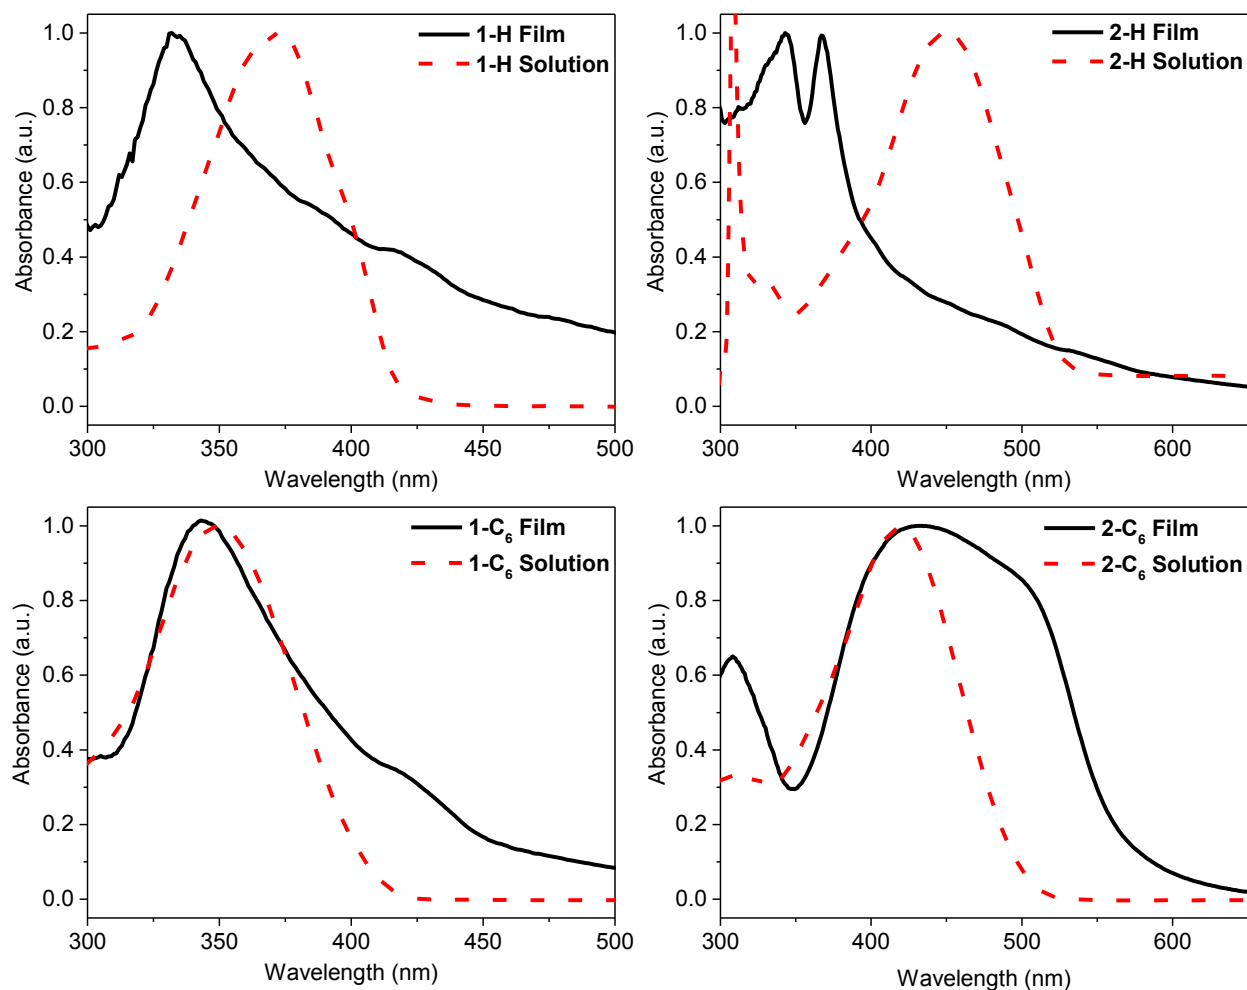 1-H Film
1-H Solution
Absorbance (a.u.)
1.0
0.8
0.6
0.4
0.2
0.0
300 350 400 450 500
Wavelength (nm)
2-H Film
2-H Solution
Absorbance (a.u.)
1.0
0.8
0.6
0.4
0.2
0.0
300 400 500 600
Wavelength (nm)
1-C6 Film
1-C6 Solution
Absorbance (a.u.)
1.0
0.8
0.6
0.4
0.2
0.0
300 350 400 450 500
Wavelength (nm)
2-C6 Film
2-C6 Solution
Absorbance (a.u.)
1.0
0.8
0.6
0.4
0.2
0.0
300 400 500 600
Wavelength (nm)